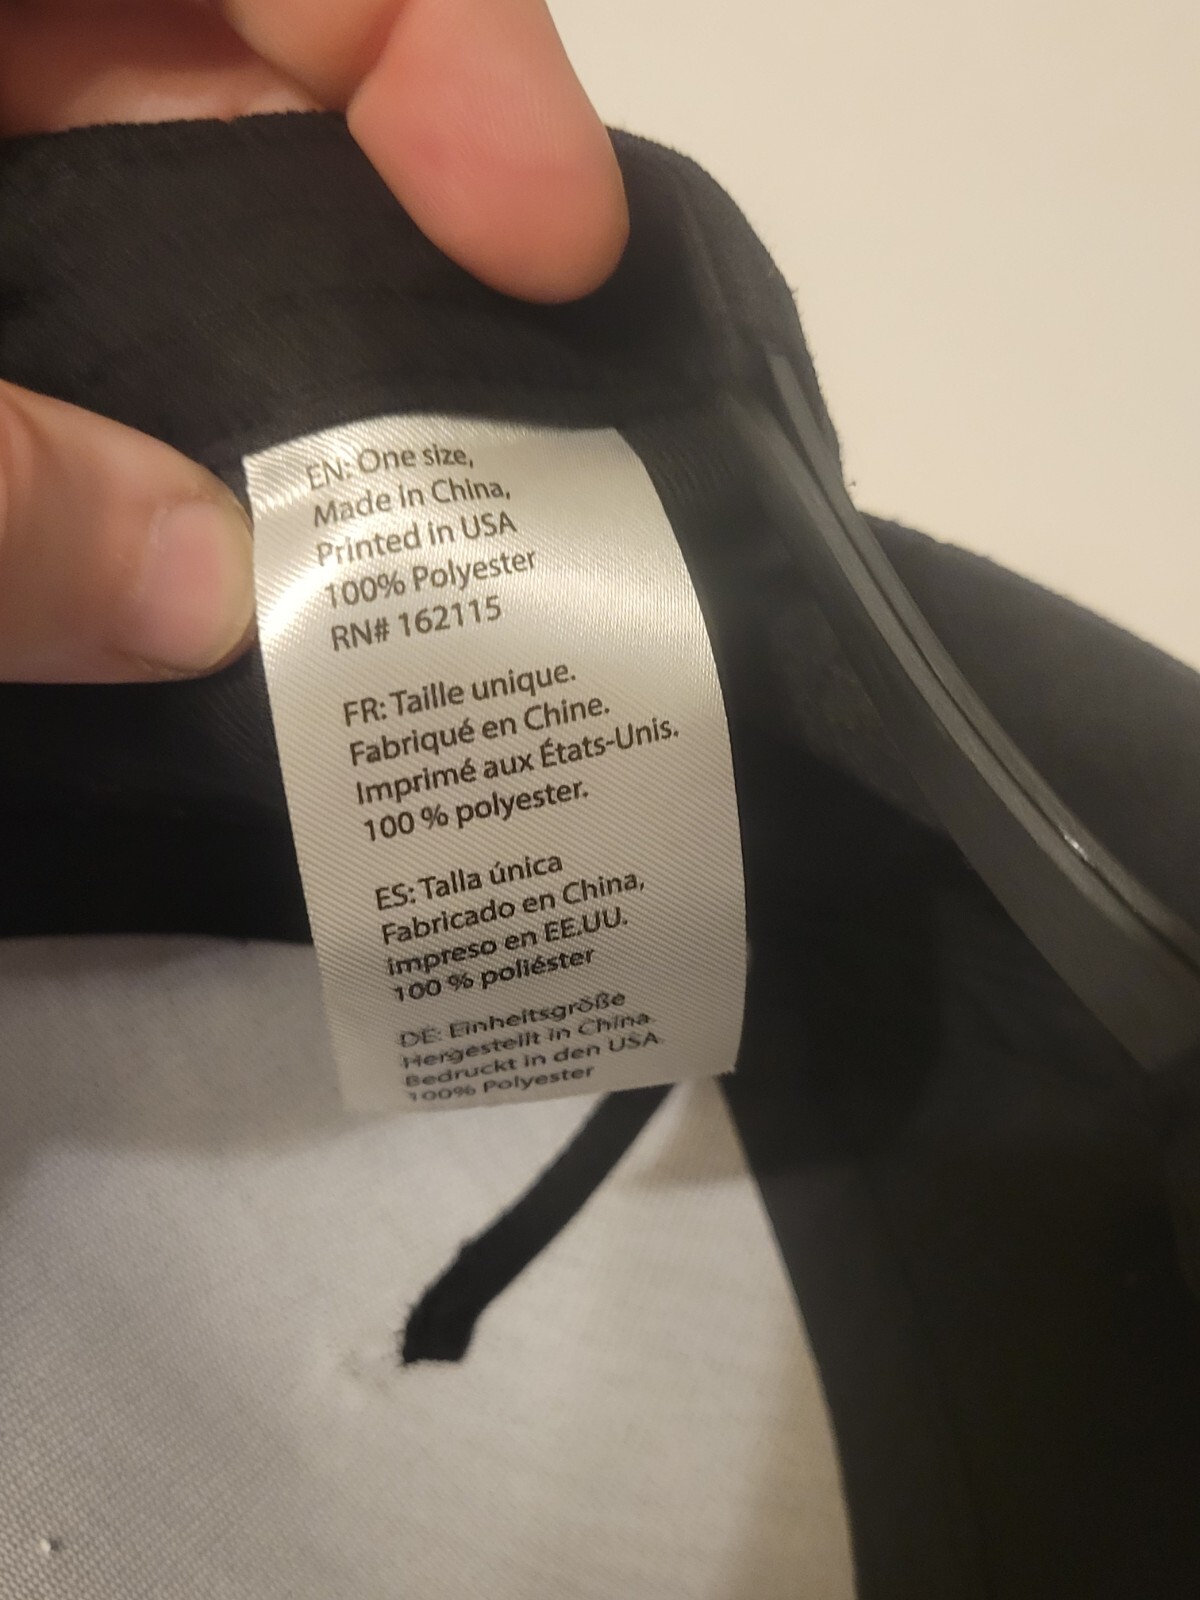 EN: One size,
Made in China,
Printed in USA
100% Polyester
RN# 162115
FR: Taille unique.
Fabriqué en Chine.
Imprimé aux États-Unis.
100 % polyester.
ES: Talla única
Fabricado en China,
impreso en EE.UU.
100 % poliéster
DE: Einheitsgröße
Hergestellt in China.
Bedruckt in den USA.
100% Polyester